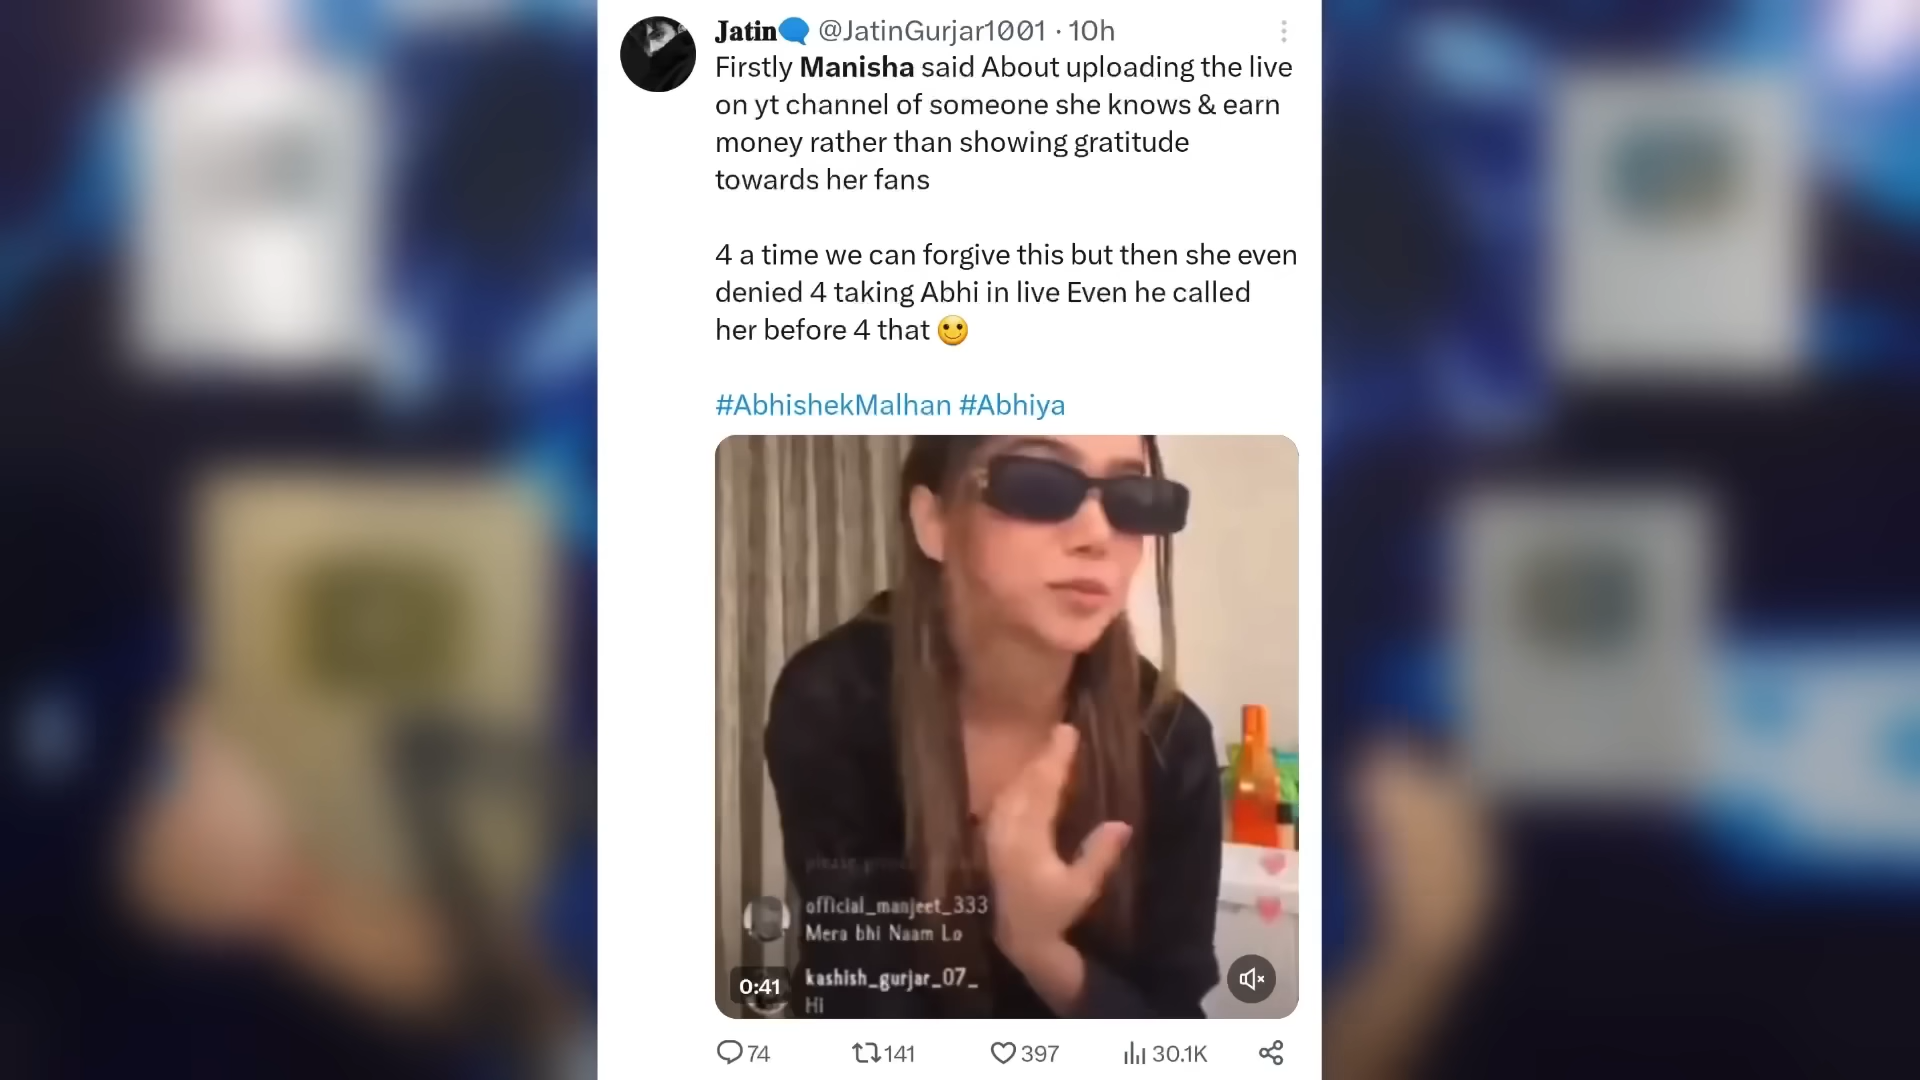 Jatin🗨 @JatinGurjar1001 · 10h
Firstly Manisha said About uploading the live
on yt channel of someone she knows & earn
money rather than showing gratitude
towards her fans
4 a time we can forgive this but then she even
denied 4 taking Abhi in live Even he called
her before 4 that 🙂
#AbhishekMalhan #Abhiya
official_manjeet_333
Mera bhi Naam Lo
kashish_gurjar_07_
Hi
0:41
74 141 397 30.1K